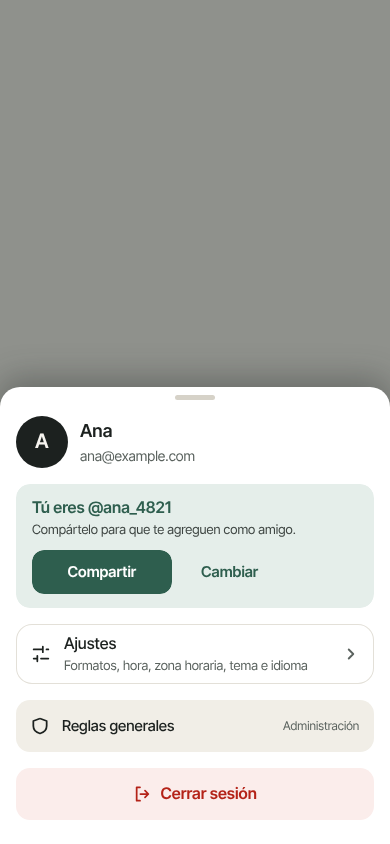 A
Ana
ana@example.com
Tú eres @ana_4821
Compártelo para que te agreguen como amigo.
Compartir
Cambiar
Ajustes
Formatos, hora, zona horaria, tema e idioma
Reglas generales
Administración
Cerrar sesión